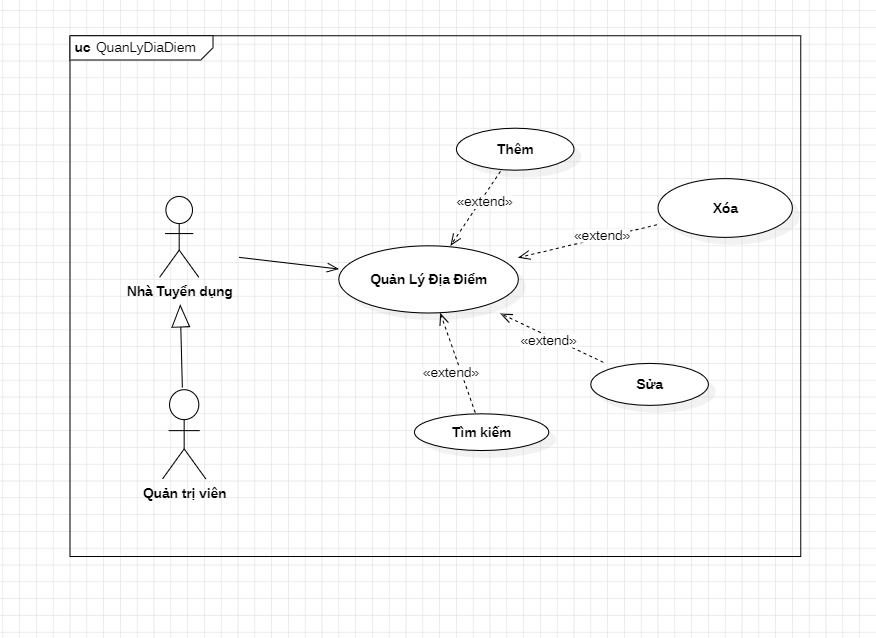 uc QuanLyDiaDiem
Thêm
«extend»
Xóa
«extend»
Quản Lý Địa Điểm
Nhà Tuyển dụng
«extend»
«extend»
Sửa
Tìm kiếm
Quản trị viên